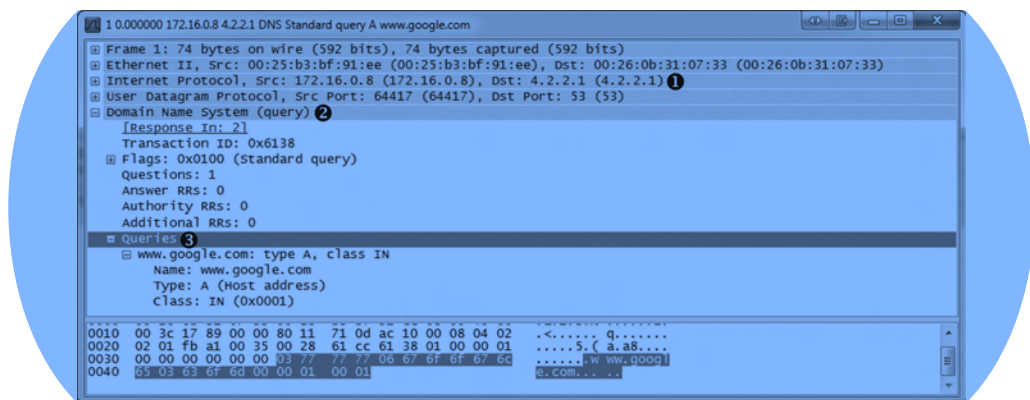 1 0.000000 172.16.0.8 4.2.2.1 DNS Standard query A www.google.com
Frame 1: 74 bytes on wire (592 bits), 74 bytes captured (592 bits)
Ethernet II, Src: 00:25:b3:bf:91:ee (00:25:b3:bf:91:ee), Dst: 00:26:0b:31:07:33 (00:26:0b:31:07:33)
Internet Protocol, Src: 172.16.0.8 (172.16.0.8), Dst: 4.2.2.1 (4.2.2.1) 1
User Datagram Protocol, Src Port: 64417 (64417), Dst Port: 53 (53)
Domain Name System (query) 2
[Response In: 2]
Transaction ID: 0x6138
Flags: 0x0100 (Standard query)
Questions: 1
Answer RRs: 0
Authority RRs: 0
Additional RRs: 0
Queries 3
www.google.com: type A, class IN
Name: www.google.com
Type: A (Host address)
Class: IN (0x0001)
0010 00 3c 17 89 00 00 80 11 71 0d ac 10 00 08 04 02 .<...... q.......
0020 02 01 fb a1 00 35 00 28 61 cc 61 38 01 00 00 01 .....5.( a.a8....
0030 00 00 00 00 00 00 03 77 77 77 06 67 6f 6f 67 6c .......w ww.googl
0040 65 03 63 6f 6d 00 00 01 00 01 e.com... ..